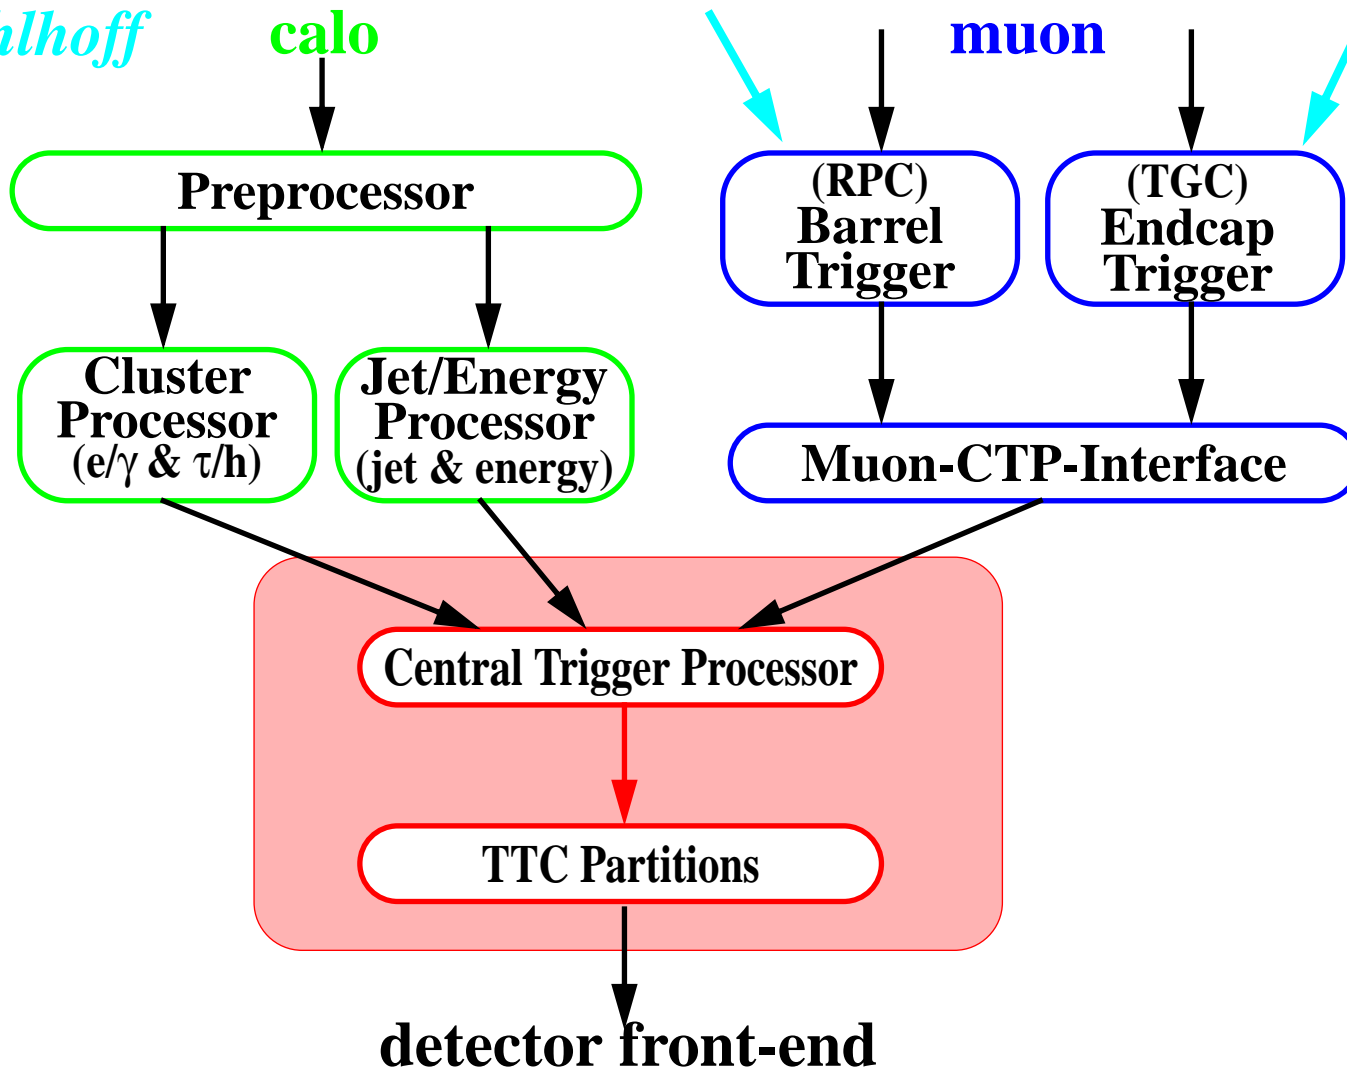 calo
muon
Preprocessor
(RPC)
Barrel
Trigger
(TGC)
Endcap
Trigger
Cluster
Processor
(e/γ & τ/h)
Jet/Energy
Processor
(jet & energy)
Muon-CTP-Interface
Central Trigger Processor
TTC Partitions
detector front-end